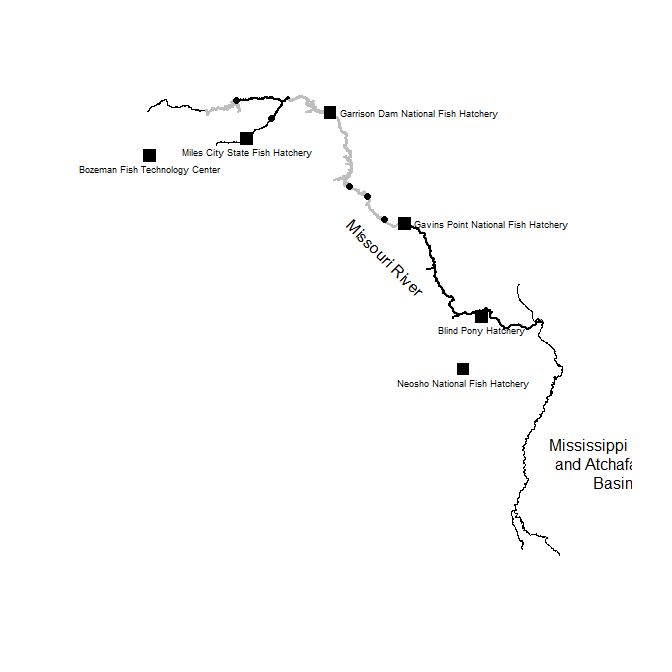 Garrison Dam National Fish Hatchery
Miles City State Fish Hatchery
Bozeman Fish Technology Center
Gavins Point National Fish Hatchery
Missouri River
Blind Pony Hatchery
Neosho National Fish Hatchery
Mississippi
and Atchafa
Basin